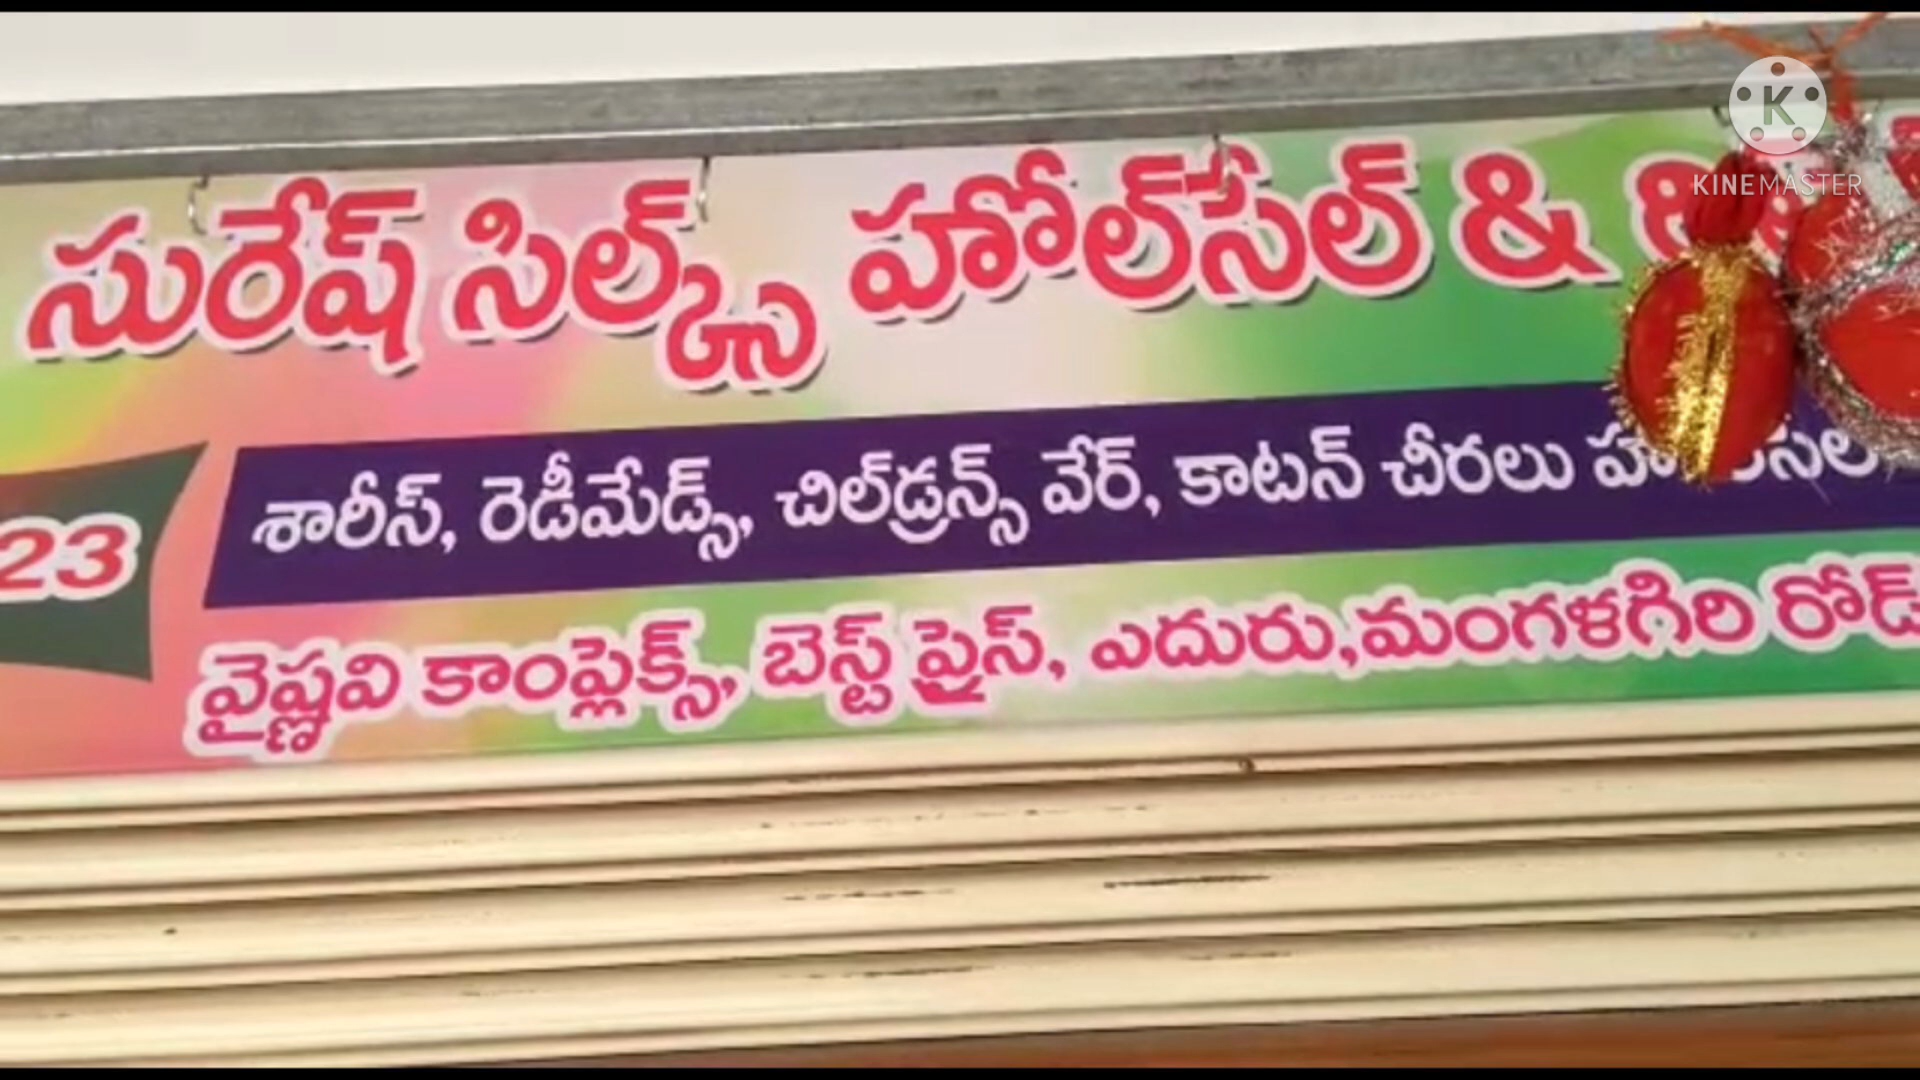 సురేష్ సిల్క్స్ హోల్‌సేల్ &
KINEMASTER
శారీస్, రెడీమేడ్స్, చిల్‌డ్రన్స్ వేర్, కాటన్ చీరలు
23
వైష్ణవి కాంప్లెక్స్, బెస్ట్ ప్రైస్, ఎదురు,మంగళగిరి రోడ్